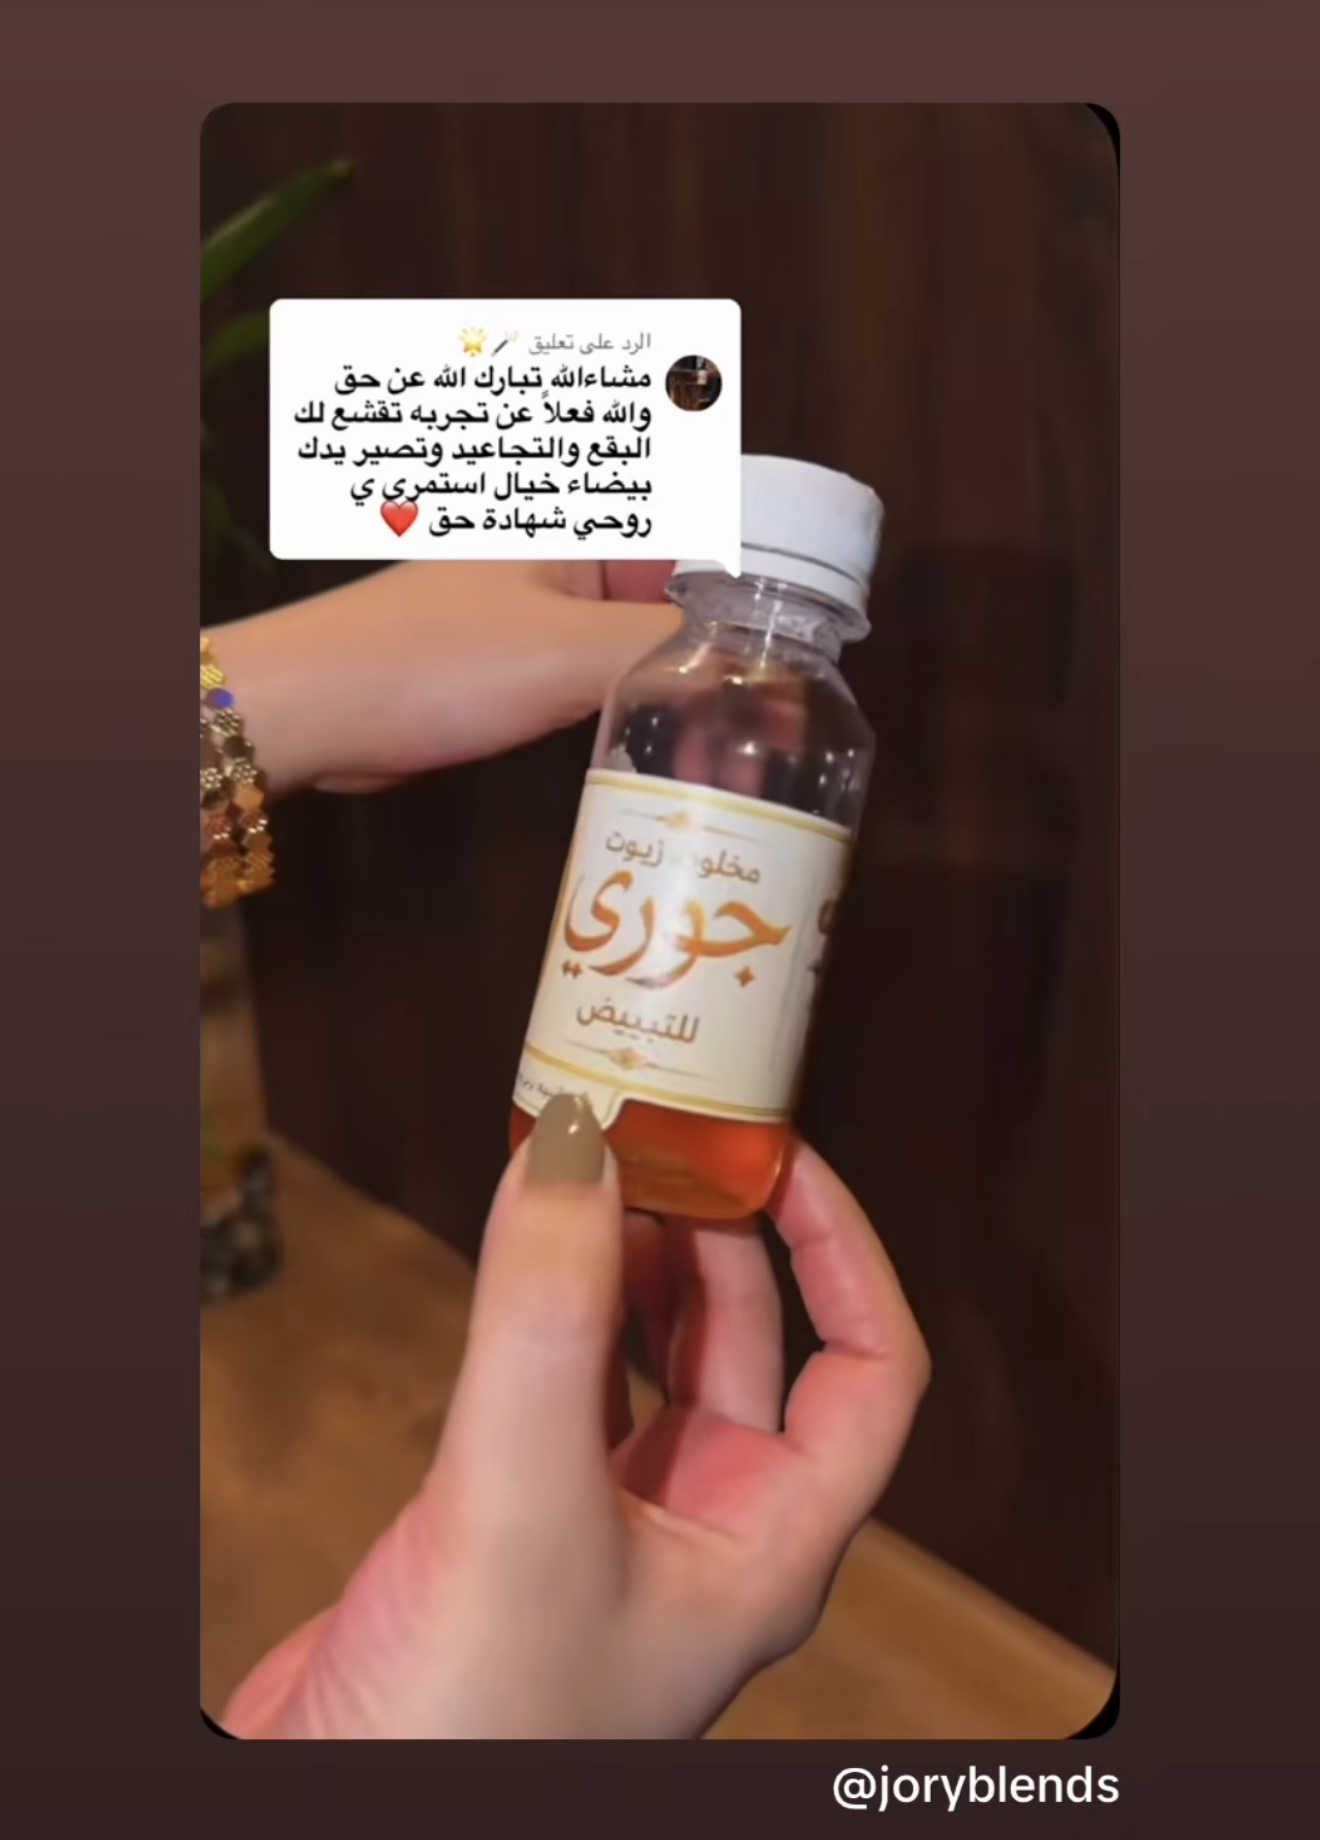 الرد على تعليق
مشاءالله تبارك الله عن حق
والله فعلاً عن تجربه تقشع لك
البقع والتجاعيد وتصير يدك
بيضاء خيال استمري ي
روحي شهادة حق ❤️
مخلوط زيوت
جوري
للتبييض
@joryblends